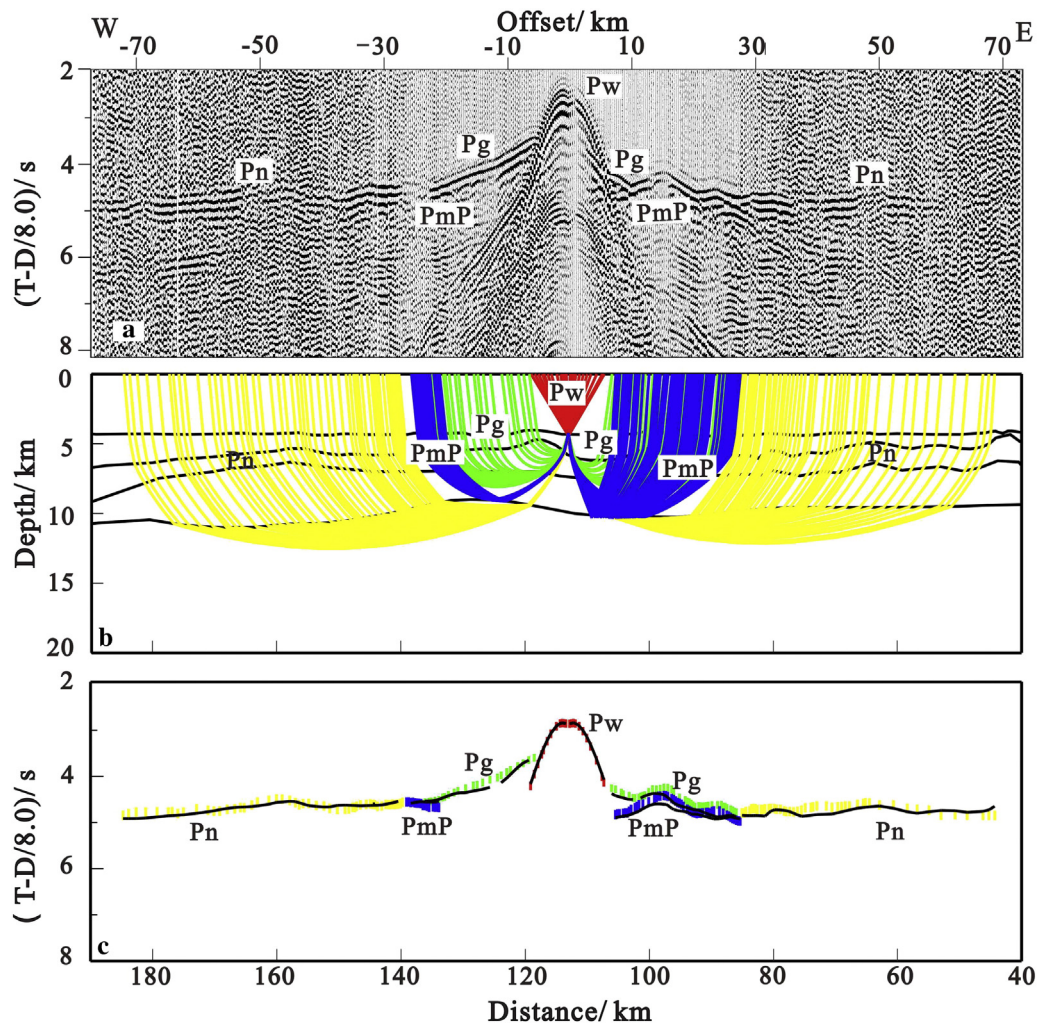 Offset/ km
W
E
-70 -50 -30 -10 10 30 50 70
2
4
6
8
(T-D/8.0)/ s
Pw
Pg
Pg
Pn
Pn
PmP
PmP
a
0
5
10
15
20
Depth/ km
Pw
Pg
Pg
PmP
PmP
Pn
Pn
b
2
4
6
8
( T-D/8.0)/ s
Pw
Pg
Pg
PmP
PmP
Pn
Pn
c
180 160 140 120 100 80 60 40
Distance/ km